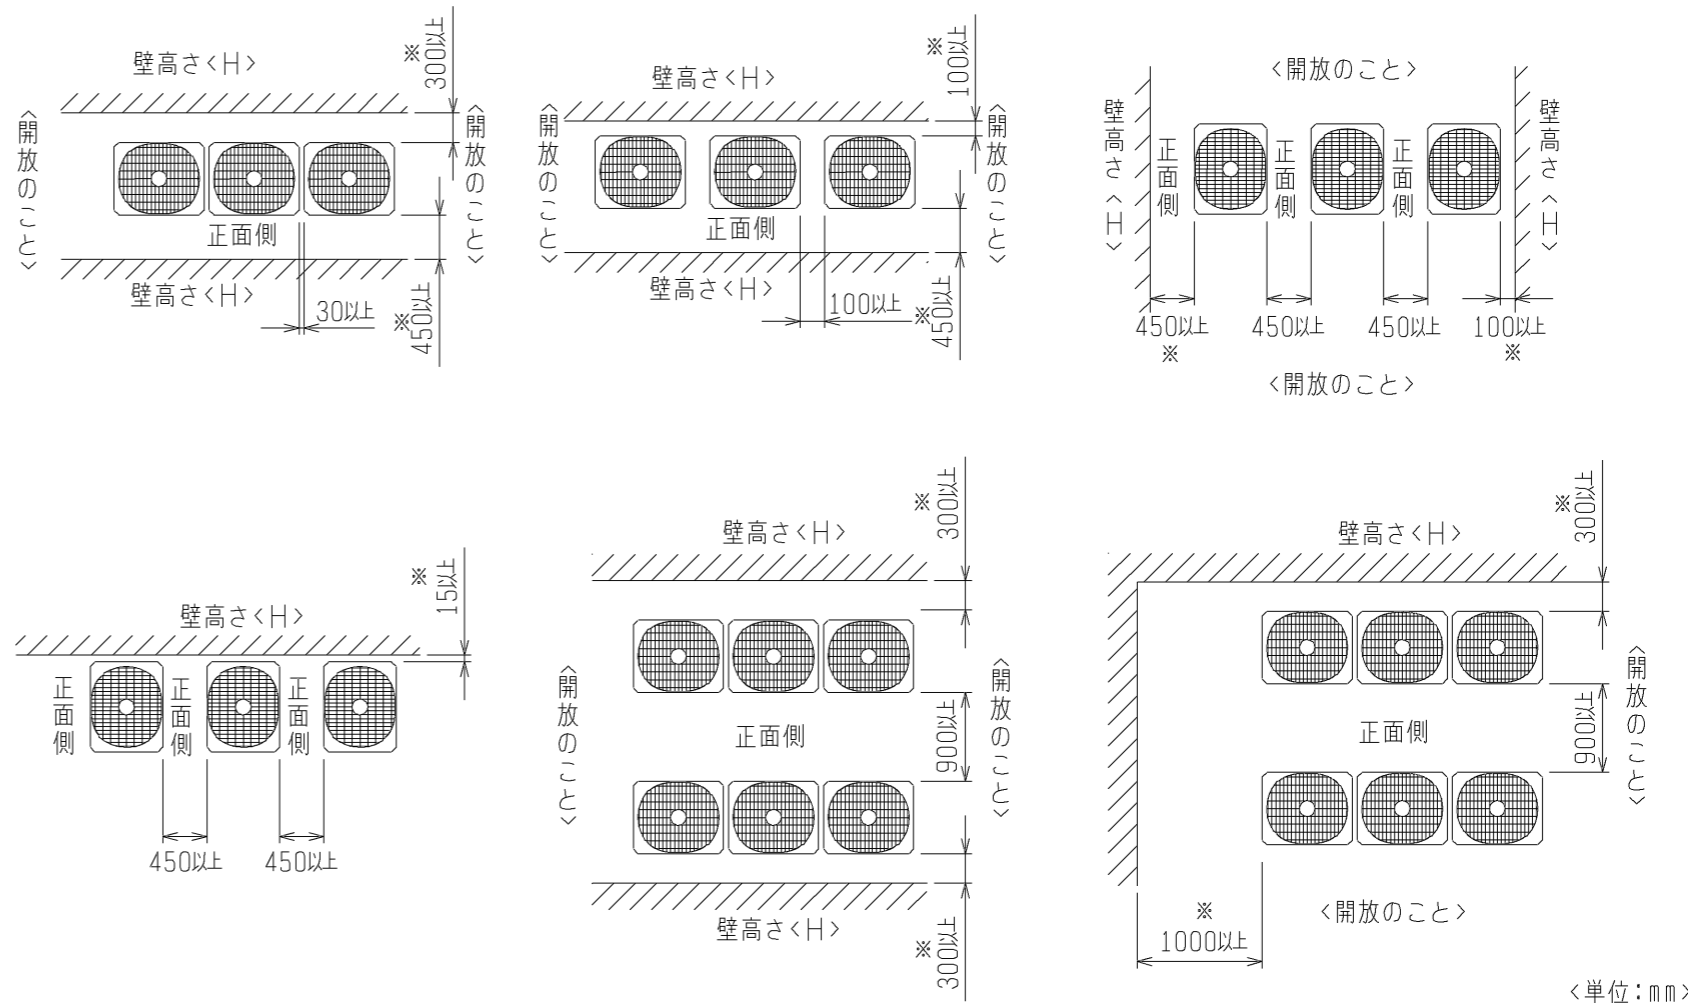 壁高さ<H>
※
300以上
<開放のこと>
<開放のこと>
正面側
壁高さ<H>
30以上
※
450以上
壁高さ<H>
※
100以上
<開放のこと>
<開放のこと>
正面側
壁高さ<H>
100以上
※
450以上
<開放のこと>
壁高さ<H>
正面側
正面側
正面側
壁高さ<H>
450以上
※
450以上
450以上
100以上
※
<開放のこと>
壁高さ<H>
※
15以上
正面側
正面側
正面側
450以上
450以上
壁高さ<H>
※
300以上
<開放のこと>
正面側
900以上
<開放のこと>
壁高さ<H>
※
300以上
壁高さ<H>
※
300以上
正面側
900以上
<開放のこと>
<開放のこと>
※
1000以上
<単位:mm>